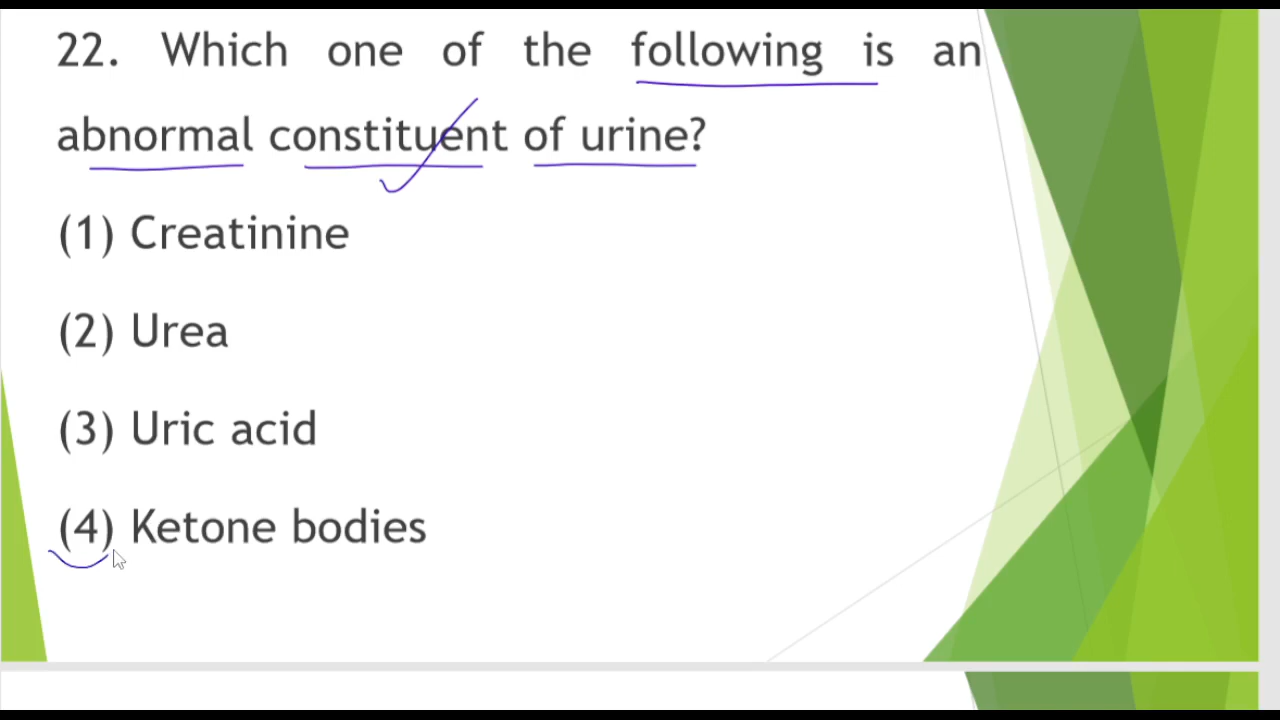 22. Which one of the following is an
abnormal constituent of urine?
(1) Creatinine
(2) Urea
(3) Uric acid
(4) Ketone bodies